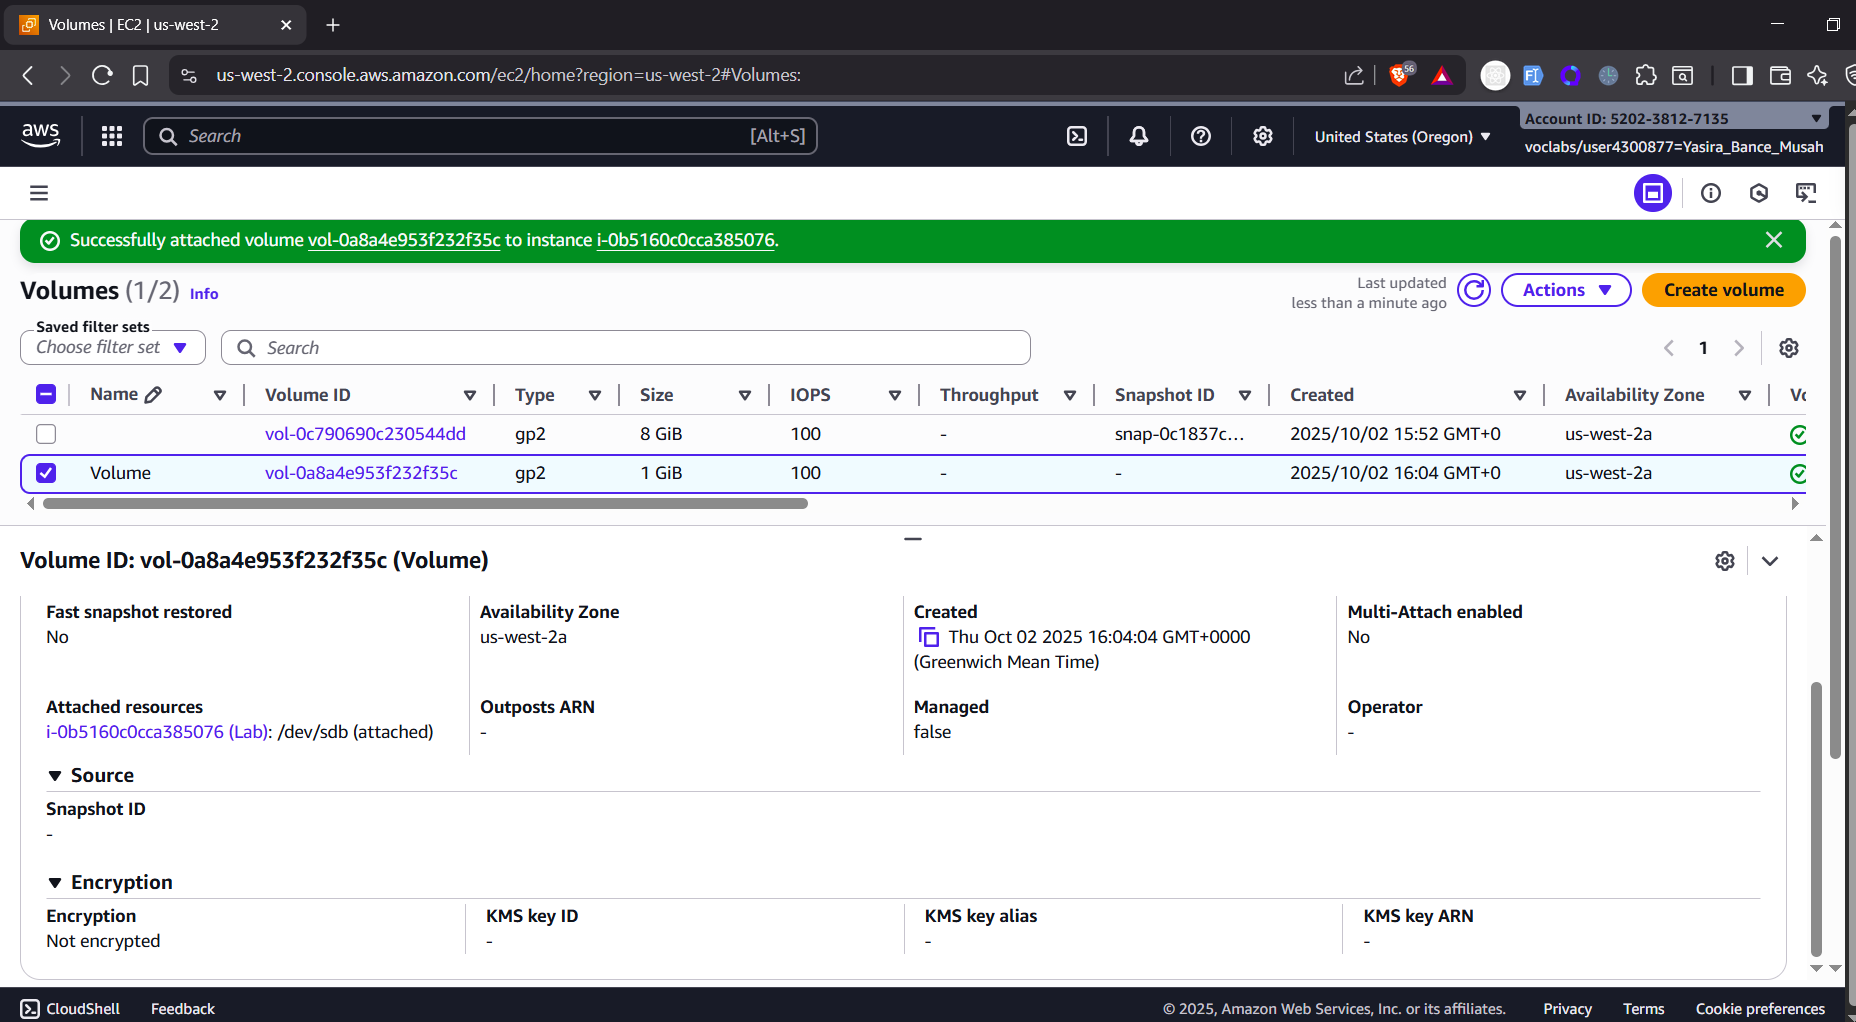 Volumes | EC2 | us-west-2
us-west-2.console.aws.amazon.com/ec2/home?region=us-west-2#Volumes:
56
aws
Search [Alt+S]
United States (Oregon)
Account ID: 5202-3812-7135
voclabs/user4300877=Yasira_Bance_Musah
Successfully attached volume vol-0a8a4e953f232f35c to instance i-0b5160c0cca385076.
Volumes (1/2) Info
Last updated
less than a minute ago
Actions
Create volume
Saved filter sets
Choose filter set
Search
1
Name Volume ID Type Size IOPS Throughput Snapshot ID Created Availability Zone Vo
vol-0c790690c230544dd gp2 8 GiB 100 - snap-0c1837c... 2025/10/02 15:52 GMT+0 us-west-2a
Volume vol-0a8a4e953f232f35c gp2 1 GiB 100 - - 2025/10/02 16:04 GMT+0 us-west-2a
Volume ID: vol-0a8a4e953f232f35c (Volume)
Fast snapshot restored Availability Zone Created Multi-Attach enabled
No us-west-2a Thu Oct 02 2025 16:04:04 GMT+0000 No
(Greenwich Mean Time)
Attached resources Outposts ARN Managed Operator
i-0b5160c0cca385076 (Lab): /dev/sdb (attached) - false -
Source
Snapshot ID
-
Encryption
Encryption KMS key ID KMS key alias KMS key ARN
Not encrypted - - -
CloudShell Feedback © 2025, Amazon Web Services, Inc. or its affiliates. Privacy Terms Cookie preferences